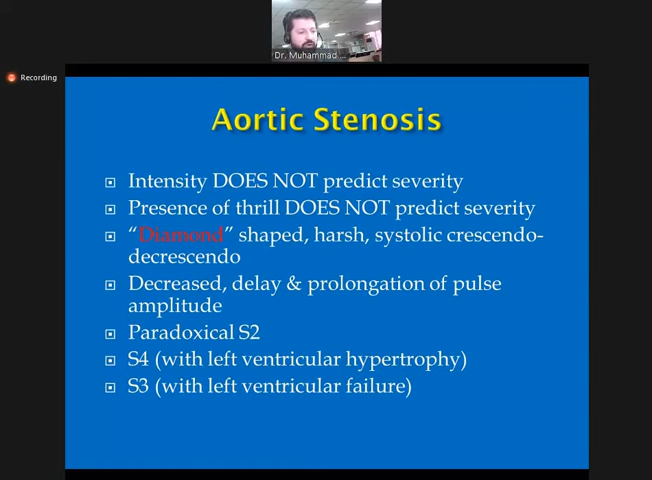 Dr. Muhammad ...
Recording
Aortic Stenosis
Intensity DOES NOT predict severity
Presence of thrill DOES NOT predict severity
“Diamond” shaped, harsh, systolic crescendo-
decrescendo
Decreased, delay & prolongation of pulse
amplitude
Paradoxical S2
S4 (with left ventricular hypertrophy)
S3 (with left ventricular failure)